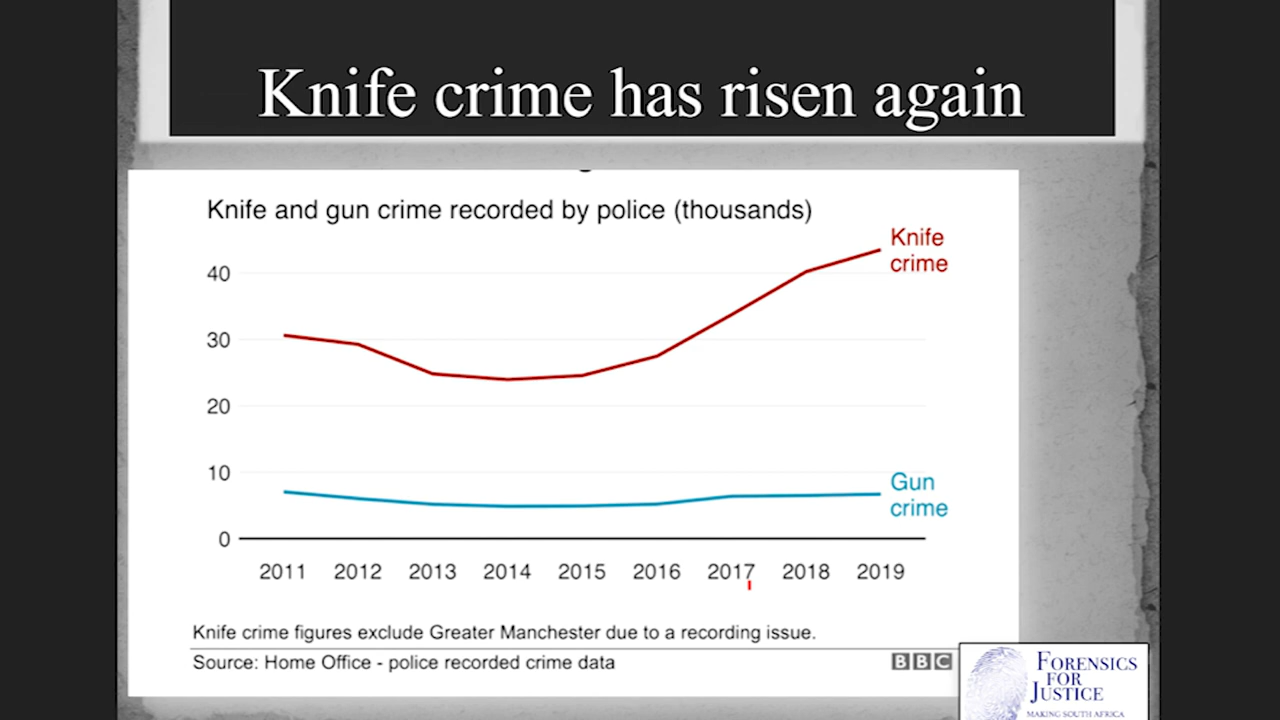 Knife crime has risen again
Knife and gun crime recorded by police (thousands)
Knife
crime
40
30
20
10
Gun
crime
0
2011 2012 2013 2014 2015 2016 2017 2018 2019
Knife crime figures exclude Greater Manchester due to a recording issue.
Source: Home Office - police recorded crime data
BBC
FORENSICS
FOR
JUSTICE
MAKING SOUTH AFRICA